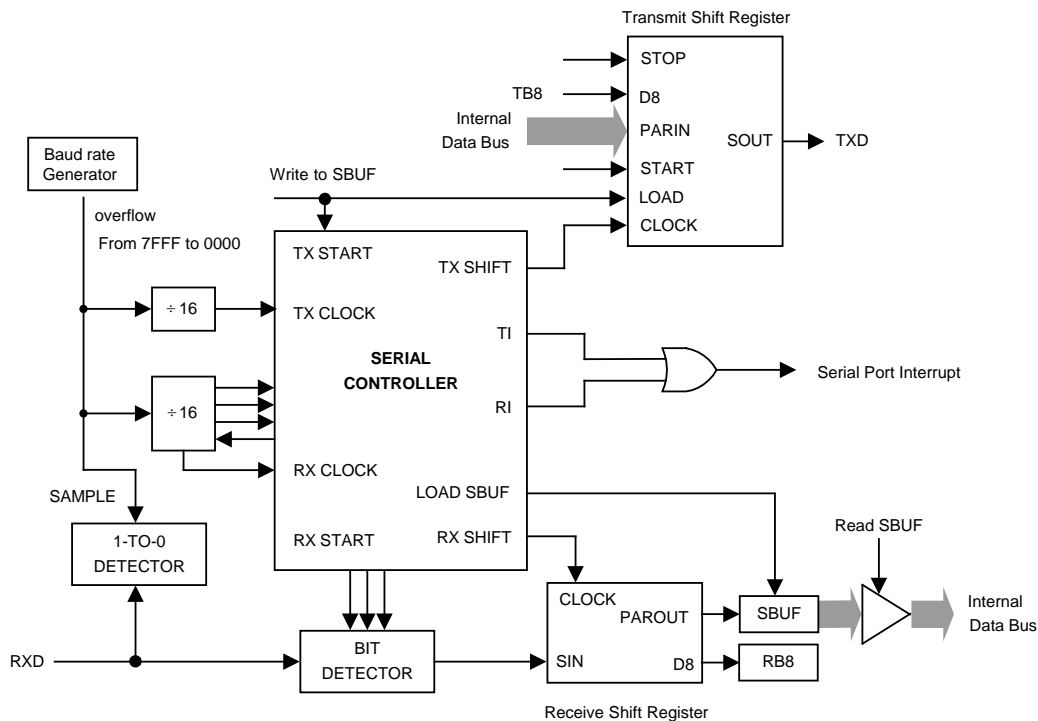 Transmit Shift Register
STOP
TB8
D8
Internal
Data Bus
PARIN
SOUT
TXD
START
LOAD
CLOCK
Baud rate
Generator
Write to SBUF
overflow
From 7FFF to 0000
TX START
TX SHIFT
÷ 16
TX CLOCK
TI
SERIAL
CONTROLLER
Serial Port Interrupt
÷ 16
RI
RX CLOCK
SAMPLE
LOAD SBUF
1-TO-0
DETECTOR
RX START
RX SHIFT
Read SBUF
CLOCK
PAROUT
SBUF
Internal
Data Bus
RXD
BIT
DETECTOR
SIN
D8
RB8
Receive Shift Register